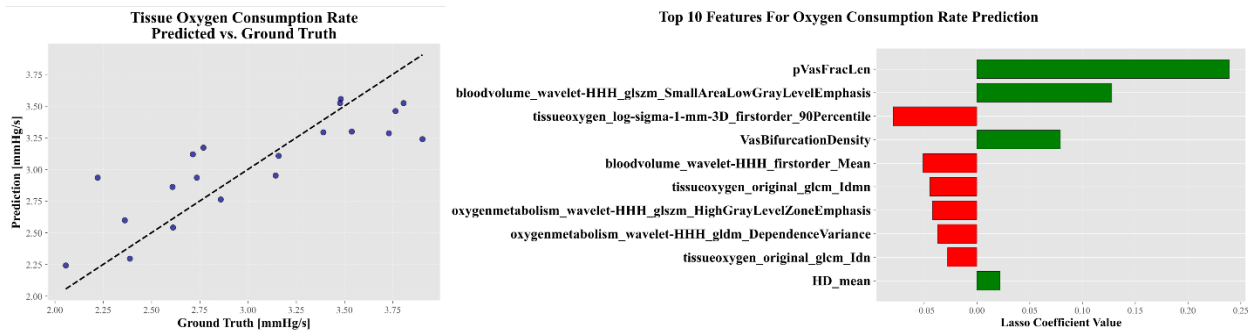 Tissue Oxygen Consumption Rate
Predicted vs. Ground Truth
Prediction [mmHg/s]
3.75
3.50
3.25
3.00
2.75
2.50
2.25
2.00
2.00 2.25 2.50 2.75 3.00 3.25 3.50 3.75
Ground Truth [mmHg/s]
Top 10 Features For Oxygen Consumption Rate Prediction
pVasFracLen
bloodvolume_wavelet-HHH_glszm_SmallAreaLowGrayLevelEmphasis
tissueoxygen_log-sigma-1-mm-3D_firstorder_90Percentile
VasBifurcationDensity
bloodvolume_wavelet-HHH_firstorder_Mean
tissueoxygen_original_glcm_Idmn
oxygenmetabolism_wavelet-HHH_glszm_HighGrayLevelZoneEmphasis
oxygenmetabolism_wavelet-HHH_gldm_DependenceVariance
tissueoxygen_original_glcm_Idn
HD_mean
0.05 0.00 0.05 0.10 0.15 0.20 0.25
Lasso Coefficient Value